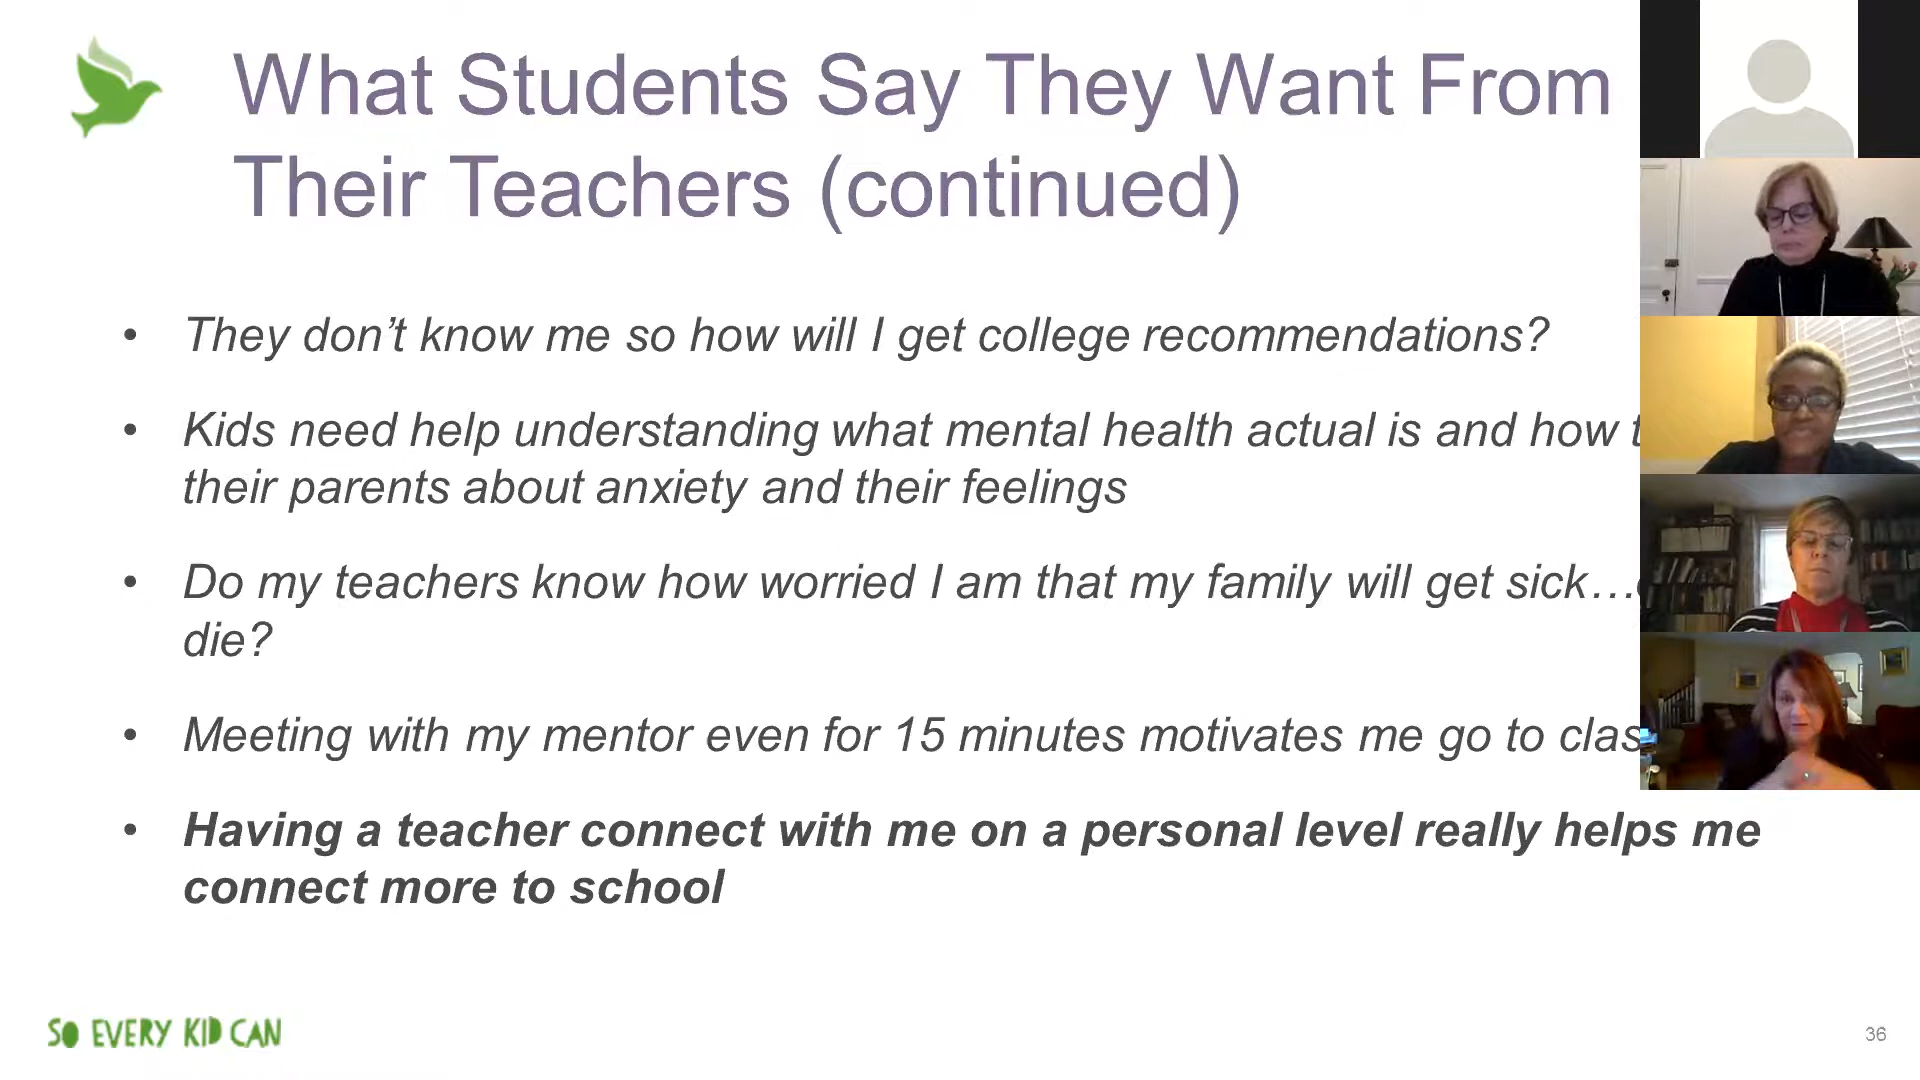 What Students Say They Want From
Their Teachers (continued)
• They don’t know me so how will I get college recommendations?
• Kids need help understanding what mental health actual is and how
their parents about anxiety and their feelings
• Do my teachers know how worried I am that my family will get sick…
die?
• Meeting with my mentor even for 15 minutes motivates me go to
• Having a teacher connect with me on a personal level really helps me
connect more to school
SO EVERY KID CAN
36